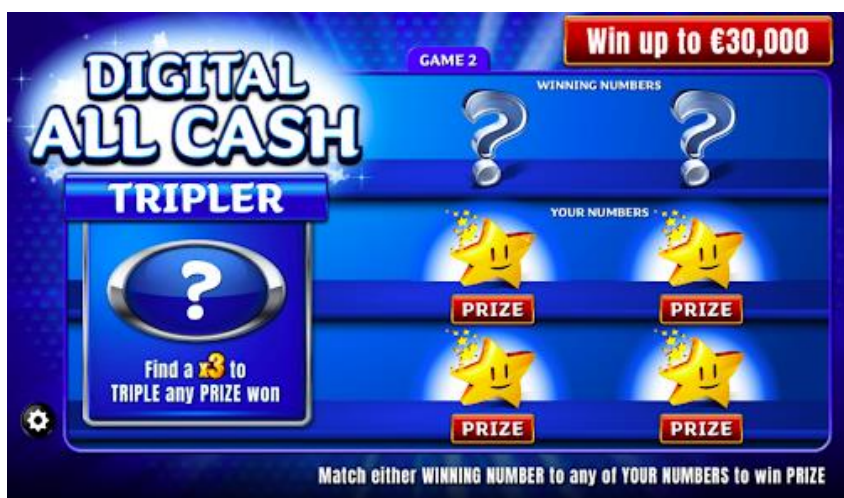 Win up to €30,000
GAME 2
DIGITAL
ALL CASH
WINNING NUMBERS
?
?
TRIPLER
?
Find a x3 to
TRIPLE any PRIZE won
YOUR NUMBERS
PRIZE
PRIZE
PRIZE
PRIZE
Match either WINNING NUMBER to any of YOUR NUMBERS to win PRIZE